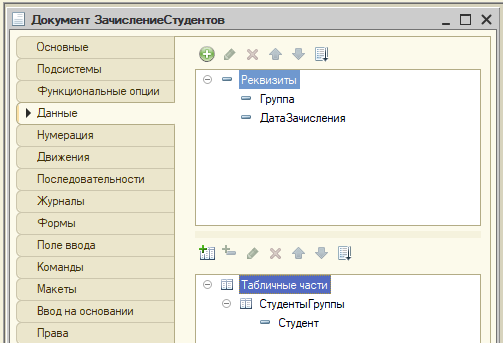 Документ ЗачислениеСтудентов
Основные
Подсистемы
Функциональные опции
Данные
Нумерация
Движения
Последовательности
Журналы
Формы
Поле ввода
Команды
Макеты
Ввод на основании
Права
Реквизиты
Группа
ДатаЗачисления
Табличные части
СтудентыГруппы
Студент